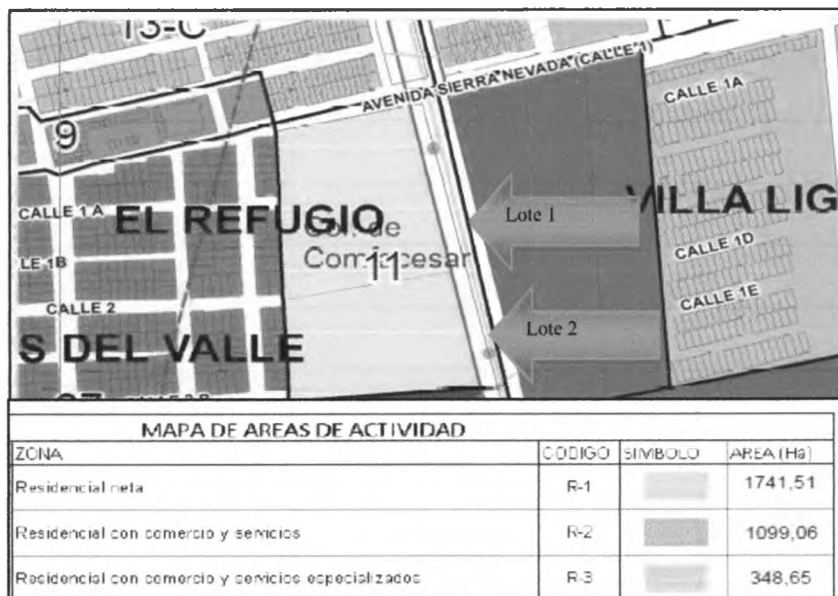 13-C
AVENIDA SIERRA NEVADA (CALLE 1)
CALLE 1A
9
CALLE 1 A
EL REFUGIO
Lote 1
VILLA LIG
de
Comfacesar
11
CALLE 1D
LE 1B
CALLE 2
CALLE 1E
Lote 2
S DEL VALLE
MAPA DE AREAS DE ACTIVIDAD
ZONA CODIGO SIMBOLO AREA (Ha)
Residencial neta R-1 1741,51
Residencial con comercio y servicios R-2 1099,06
Residencial con comercio y servicios especializados R-3 348,65